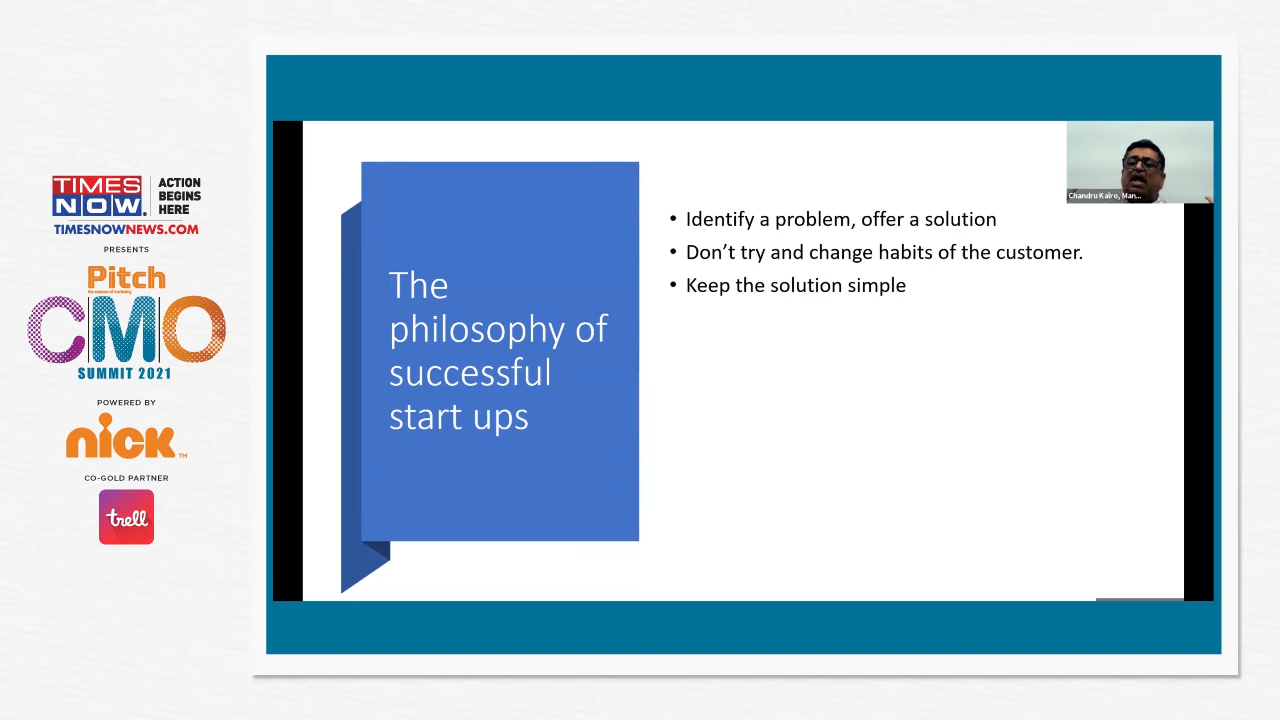 TIMES
NOW.
ACTION
BEGINS
HERE
TIMESNOWNEWS.COM
PRESENTS
Pitch
CMO
SUMMIT 2021
POWERED BY
nick
TM
CO-GOLD PARTNER
trell
The
philosophy of
successful
start ups
• Identify a problem, offer a solution
• Don’t try and change habits of the customer.
• Keep the solution simple
Chandru Kalro, Man...